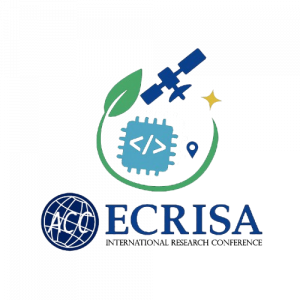 </>
ACC
ECRISA
INTERNATIONAL RESEARCH CONFERENCE